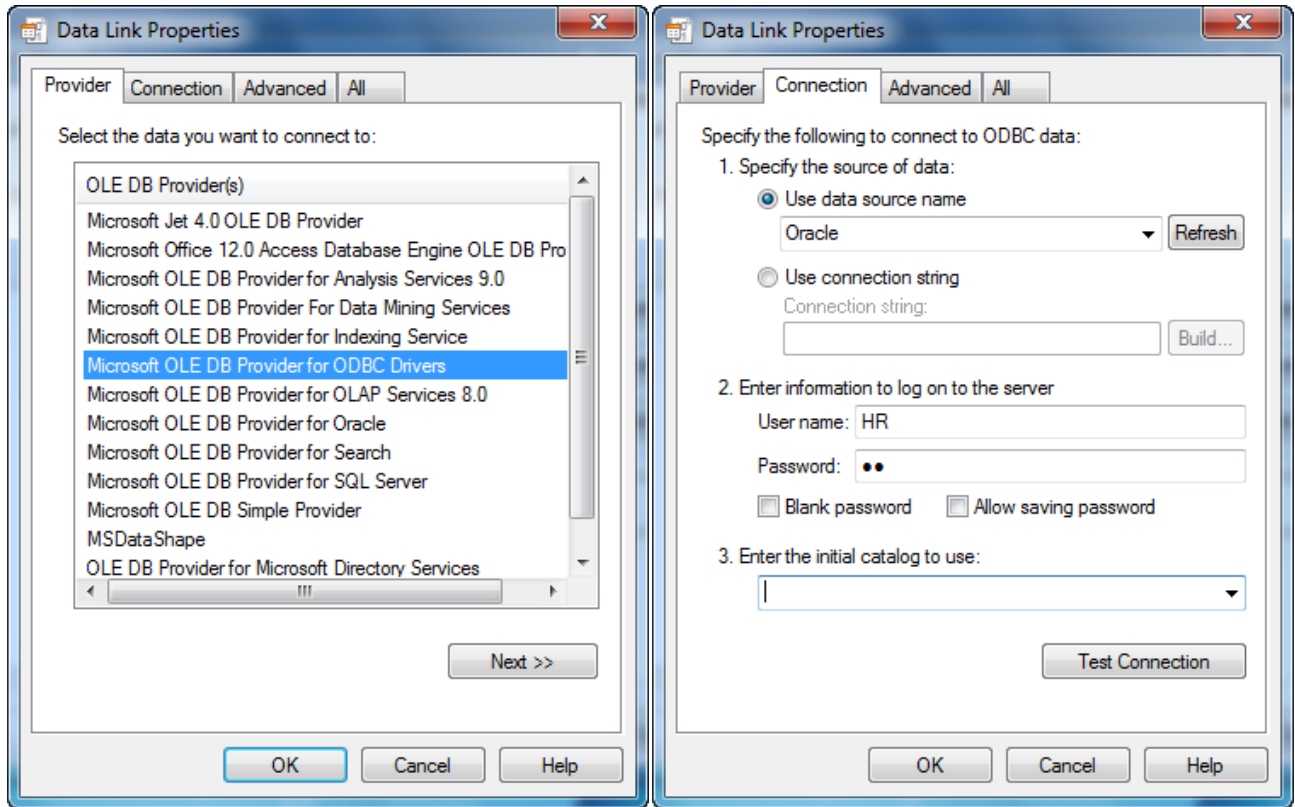 Data Link Properties
Provider Connection Advanced All
Select the data you want to connect to:
OLE DB Provider(s)
Microsoft Jet 4.0 OLE DB Provider
Microsoft Office 12.0 Access Database Engine OLE DB Pro
Microsoft OLE DB Provider for Analysis Services 9.0
Microsoft OLE DB Provider For Data Mining Services
Microsoft OLE DB Provider for Indexing Service
Microsoft OLE DB Provider for ODBC Drivers
Microsoft OLE DB Provider for OLAP Services 8.0
Microsoft OLE DB Provider for Oracle
Microsoft OLE DB Provider for Search
Microsoft OLE DB Provider for SQL Server
Microsoft OLE DB Simple Provider
MSDataShape
OLE DB Provider for Microsoft Directory Services
Next >>
OK Cancel Help
Data Link Properties
Provider Connection Advanced All
Specify the following to connect to ODBC data:
1. Specify the source of data:
Use data source name
Oracle Refresh
Use connection string
Connection string:
Build...
2. Enter information to log on to the server
User name: HR
Password: ●●
Blank password Allow saving password
3. Enter the initial catalog to use:
Test Connection
OK Cancel Help